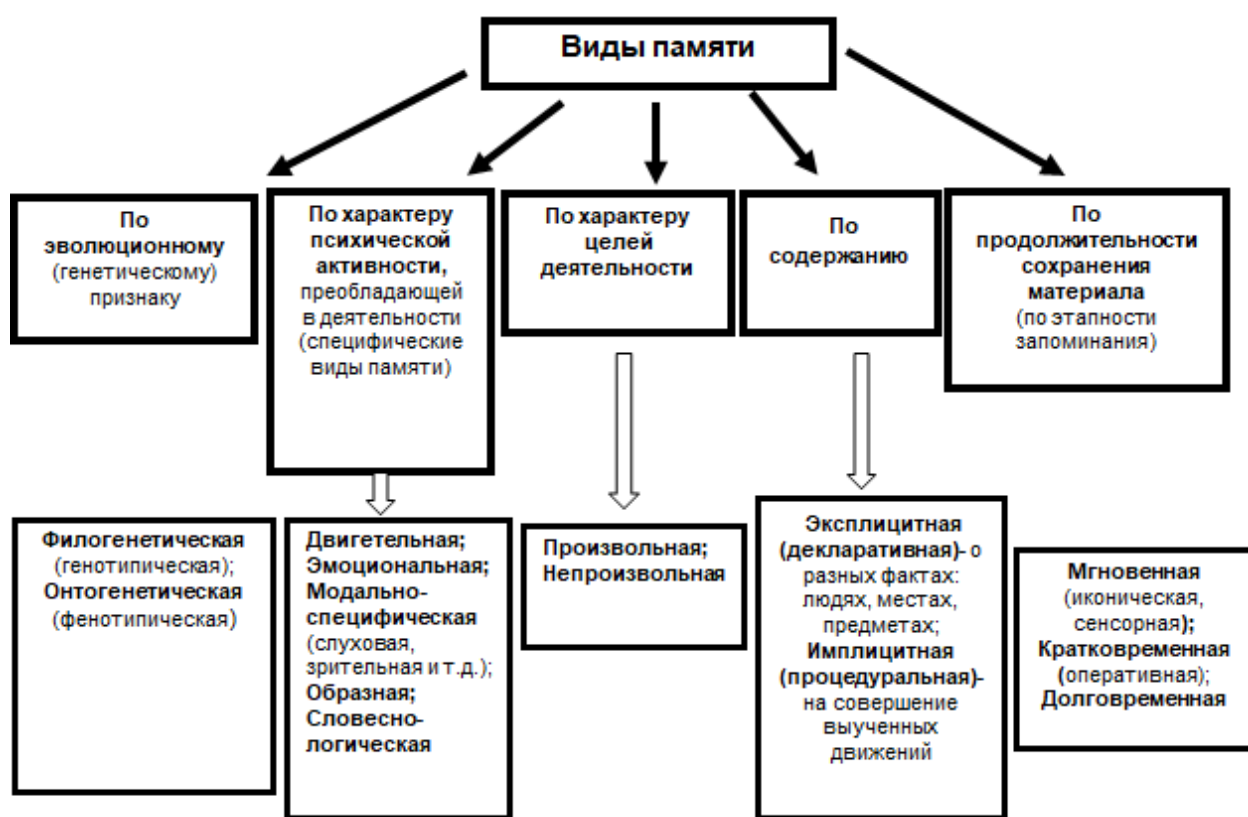 Виды памяти
По
эволюционному
(генетическому)
признаку
По характеру
психической
активности,
преобладающей
в деятельности
(специфические
виды памяти)
По характеру
целей
деятельности
По
содержанию
По
продолжительности
сохранения
материала
(по этапности
запоминания)
Филогенетическая
(генотипическая);
Онтогенетическая
(фенотипическая)
Двигетельная;
Эмоциональная;
Модально-
специфическая
(слуховая,
зрительная и т.д.);
Образная;
Словесно-
логическая
Произвольная;
Непроизвольная
Эксплицитная
(декларативная)- о
разных фактах:
людях, местах,
предметах;
Имплицитная
(процедуральная)-
на совершение
выученных
движений
Мгновенная
(иконическая,
сенсорная);
Кратковременная
(оперативная);
Долговременная